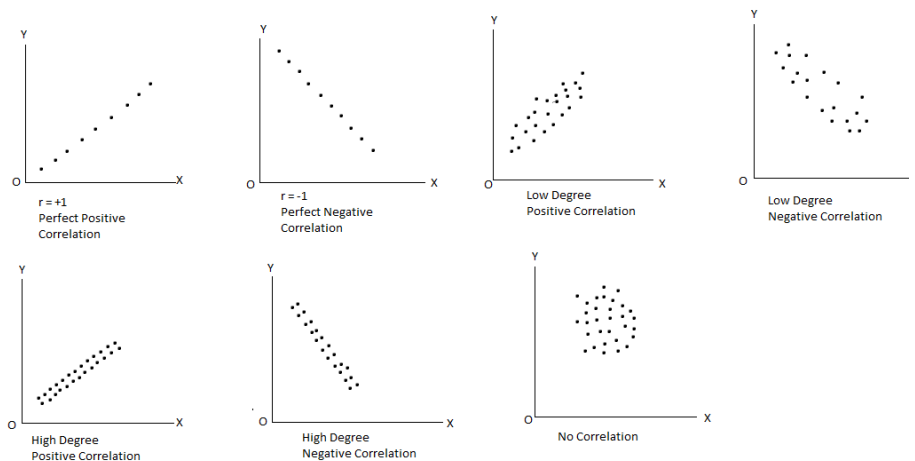 Y
O
X
r = +1
Perfect Positive
Correlation
Y
O
X
r = -1
Perfect Negative
Correlation
Y
O
X
Low Degree
Positive Correlation
Y
O
Low Degree
Negative Correlation
Y
O
X
High Degree
Positive Correlation
Y
O
X
High Degree
Negative Correlation
Y
O
X
No Correlation